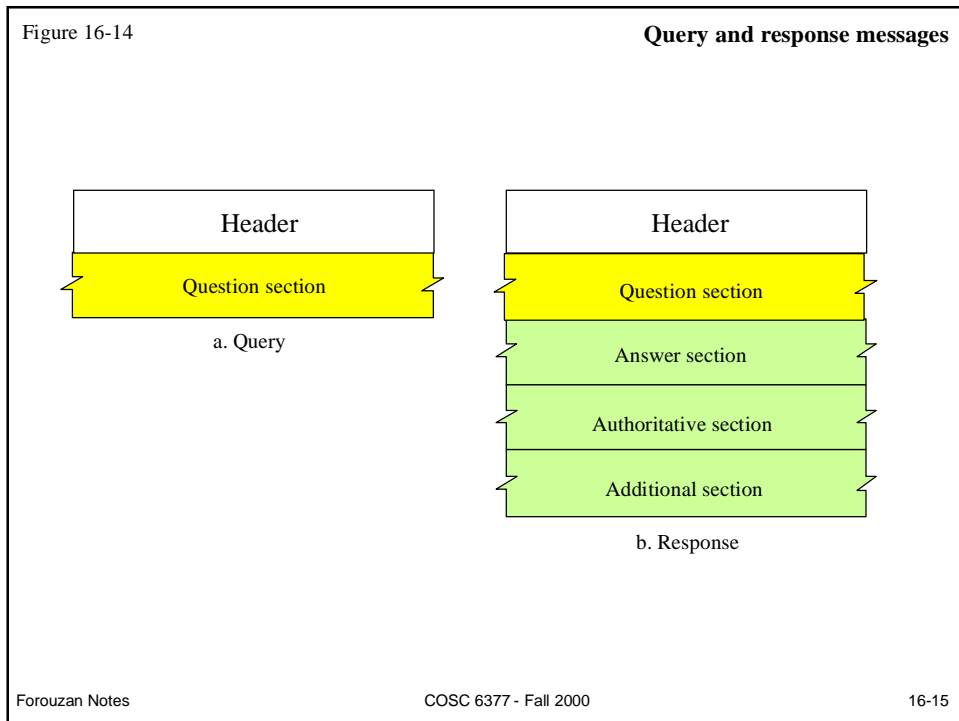 Figure 16-14
Query and response messages
Header
Question section
a. Query
Header
Question section
Answer section
Authoritative section
Additional section
b. Response
Forouzan Notes
COSC 6377 - Fall 2000
16-15